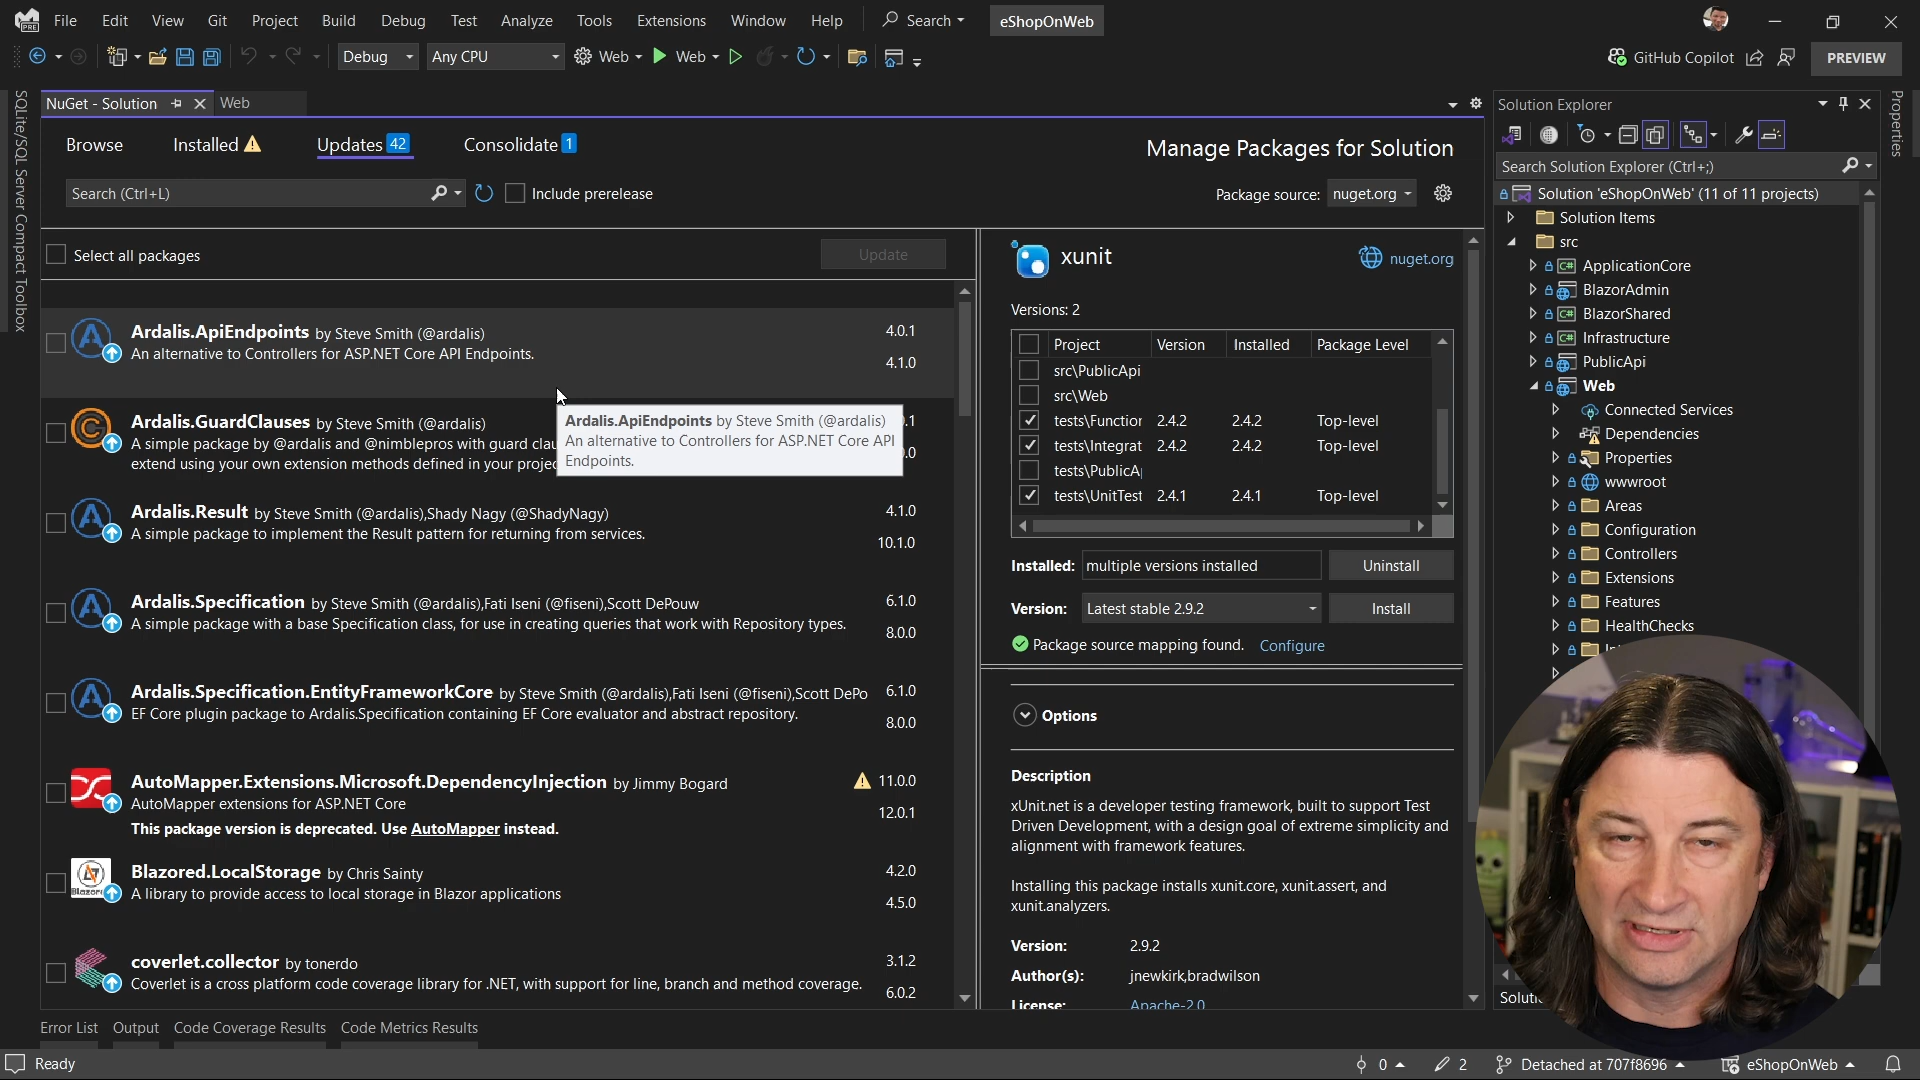 File Edit View Git Project Build Debug Test Analyze Tools Extensions Window Help Search eShopOnWeb
PRE
Debug Any CPU Web Web GitHub Copilot PREVIEW
SQLite/SQL Server Compact Toolbox
NuGet - Solution Web
Browse Installed Updates 42 Consolidate 1
Manage Packages for Solution
Search (Ctrl+L) Include prerelease
Package source: nuget.org
Select all packages Update
Ardalis.ApiEndpoints by Steve Smith (@ardalis) 4.0.1
An alternative to Controllers for ASP.NET Core API Endpoints. 4.1.0
Ardalis.GuardClauses by Steve Smith (@ardalis) .1
A simple package by @ardalis and @nimblepros with guard clau .0
extend using your own extension methods defined in your projec
Ardalis.ApiEndpoints by Steve Smith (@ardalis)
An alternative to Controllers for ASP.NET Core API
Endpoints.
Ardalis.Result by Steve Smith (@ardalis),Shady Nagy (@ShadyNagy) 4.1.0
A simple package to implement the Result pattern for returning from services. 10.1.0
Ardalis.Specification by Steve Smith (@ardalis),Fati Iseni (@fiseni),Scott DePouw 6.1.0
A simple package with a base Specification class, for use in creating queries that work with Repository types. 8.0.0
Ardalis.Specification.EntityFrameworkCore by Steve Smith (@ardalis),Fati Iseni (@fiseni),Scott DePo 6.1.0
EF Core plugin package to Ardalis.Specification containing EF Core evaluator and abstract repository. 8.0.0
AutoMapper.Extensions.Microsoft.DependencyInjection by Jimmy Bogard 11.0.0
AutoMapper extensions for ASP.NET Core 12.0.1
This package version is deprecated. Use AutoMapper instead.
Blazored.LocalStorage by Chris Sainty 4.2.0
A library to provide access to local storage in Blazor applications 4.5.0
coverlet.collector by tonerdo 3.1.2
Coverlet is a cross platform code coverage library for .NET, with support for line, branch and method coverage. 6.0.2
xunit nuget.org
Versions: 2
Project Version Installed Package Level
src\PublicApi
src\Web
tests\Function 2.4.2 2.4.2 Top-level
tests\Integrat 2.4.2 2.4.2 Top-level
tests\PublicA
tests\UnitTest 2.4.1 2.4.1 Top-level
Installed: multiple versions installed Uninstall
Version: Latest stable 2.9.2 Install
Package source mapping found. Configure
Options
Description
xUnit.net is a developer testing framework, built to support Test
Driven Development, with a design goal of extreme simplicity and
alignment with framework features.
Installing this package installs xunit.core, xunit.assert, and
xunit.analyzers.
Version: 2.9.2
Author(s): jnewkirk,bradwilson
License: Apache-2.0
Solution Explorer
Search Solution Explorer (Ctrl+;)
Solution 'eShopOnWeb' (11 of 11 projects)
Solution Items
src
ApplicationCore
BlazorAdmin
BlazorShared
Infrastructure
PublicApi
Web
Connected Services
Dependencies
Properties
wwwroot
Areas
Configuration
Controllers
Extensions
Features
HealthChecks
Properties
Error List Output Code Coverage Results Code Metrics Results
Ready 0 2 Detached at 707f8696 eShopOnWeb